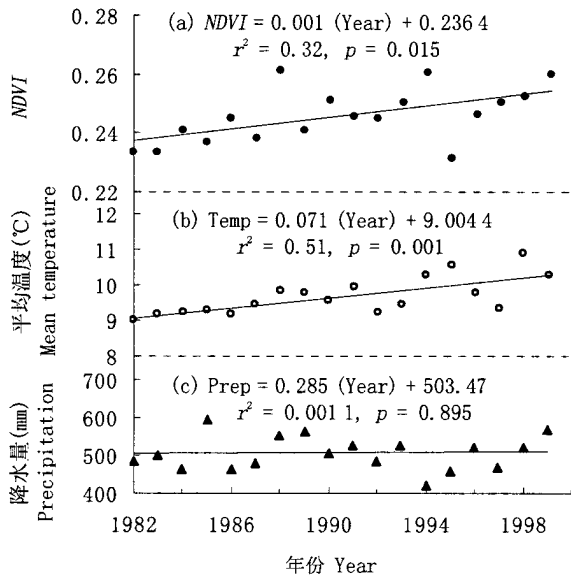 0.28
(a) NDVI = 0.001 (Year) + 0.236 4
r² = 0.32, p = 0.015
0.26
NDVI
0.24
0.22
12
(b) Temp = 0.071 (Year) + 9.004 4
r² = 0.51, p = 0.001
11
10
9
8
平均温度(℃)
Mean temperature
700
(c) Prep = 0.285 (Year) + 503.47
r² = 0.001 1, p = 0.895
600
500
400
降水量(mm)
Precipitation
1982 1986 1990 1994 1998
年份 Year